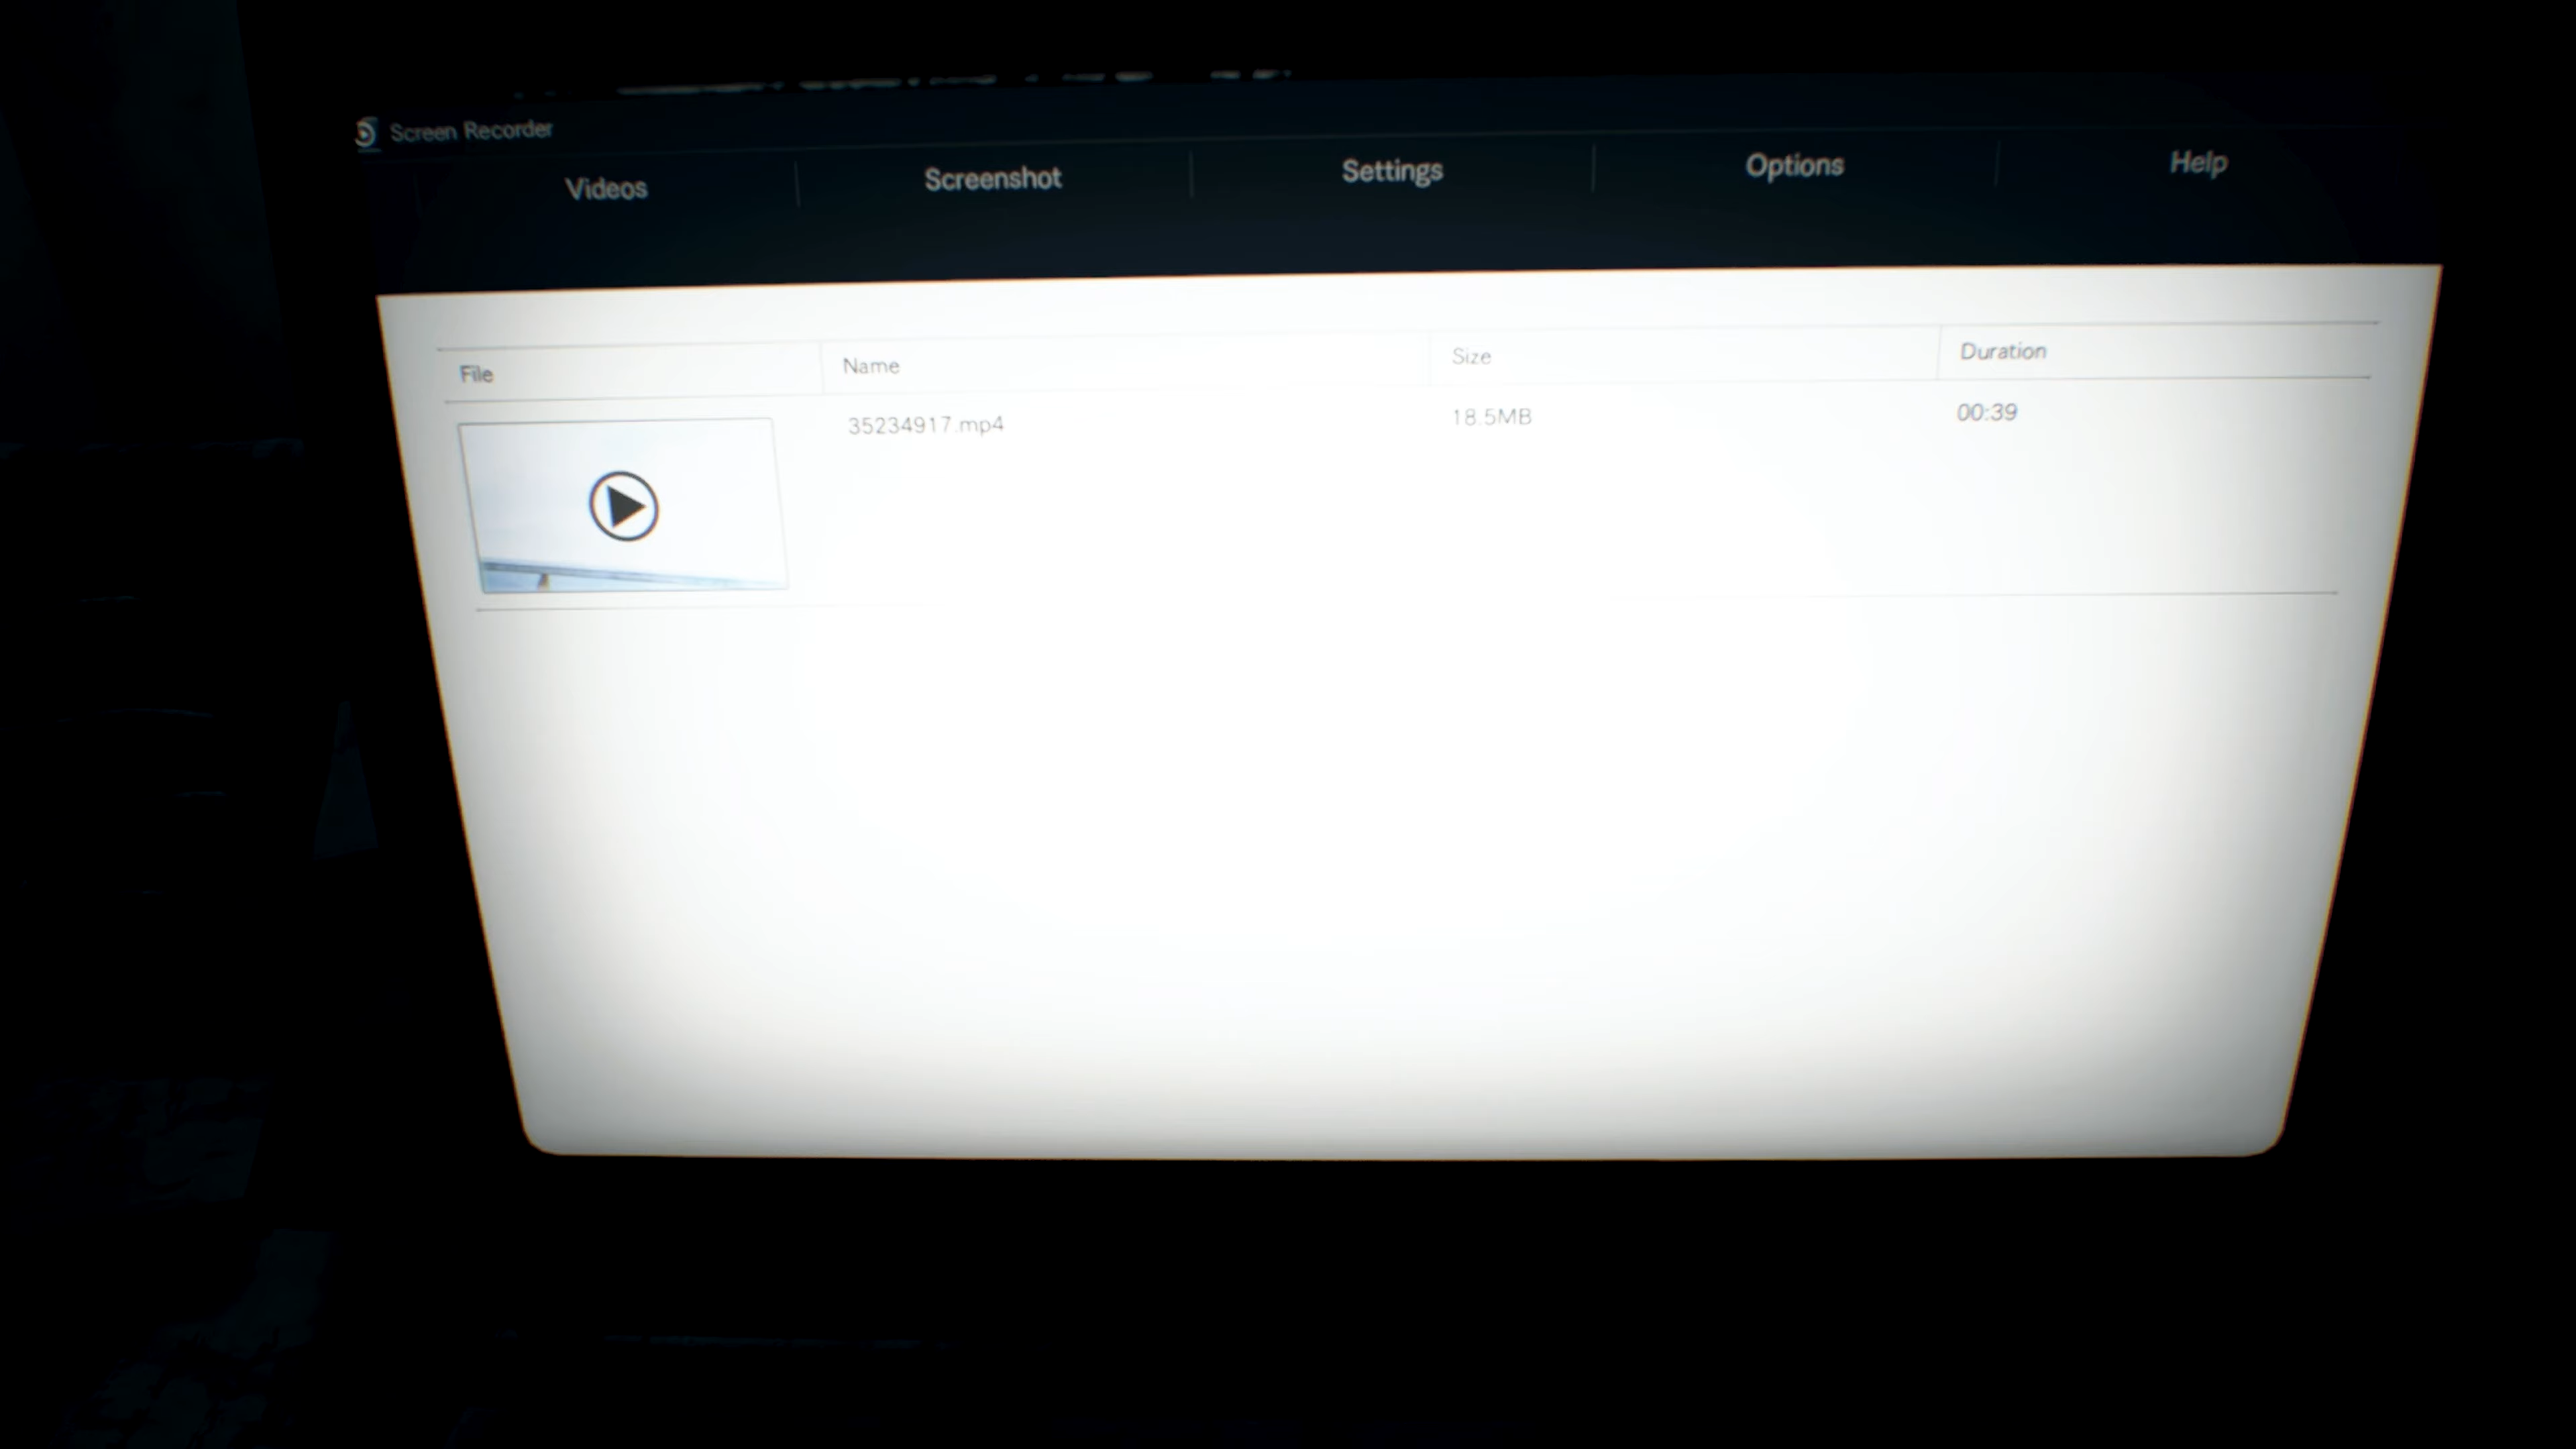 Screen Recorder
Videos Screenshot Settings Options Help
File Name Size Duration
35234917.mp4 18.5MB 00:39